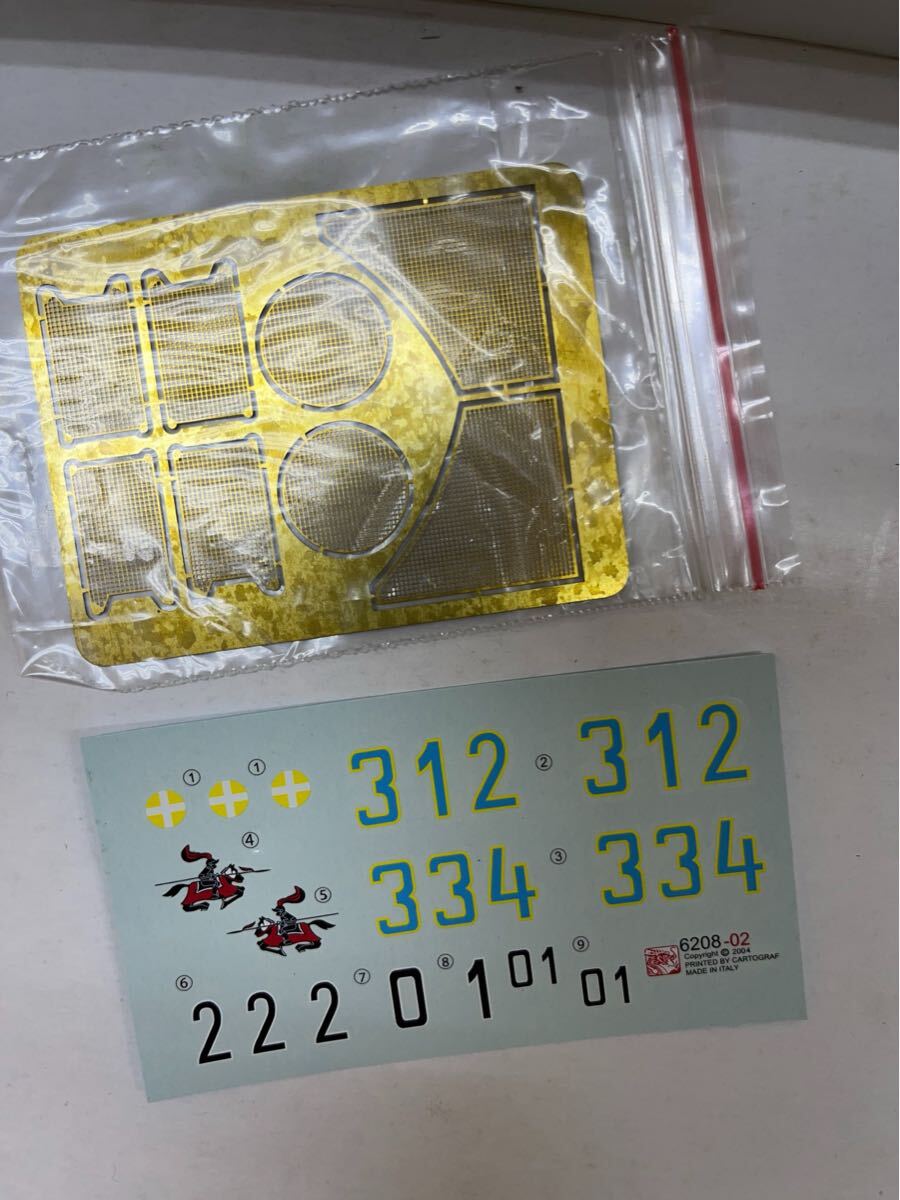 ① ① 312 ② 312
④ 334 ③ 334
⑤
6208-02
Copyright © 2004
PRINTED BY CARTOGRAF
MADE IN ITALY
⑥ 2 2 2 ⑦ 0 ⑧ 1 01 ⑨ 01